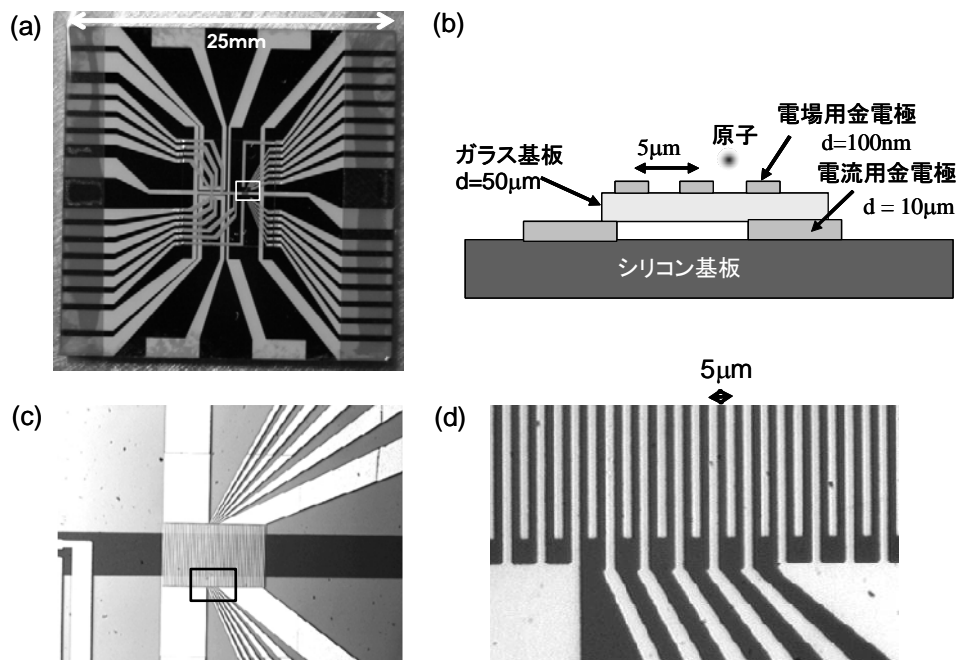 (a)
25mm
(b)
原子
電場用金電極
d=100nm
5μm
ガラス基板
d=50μm
電流用金電極
d = 10μm
シリコン基板
5μm
(c)
(d)